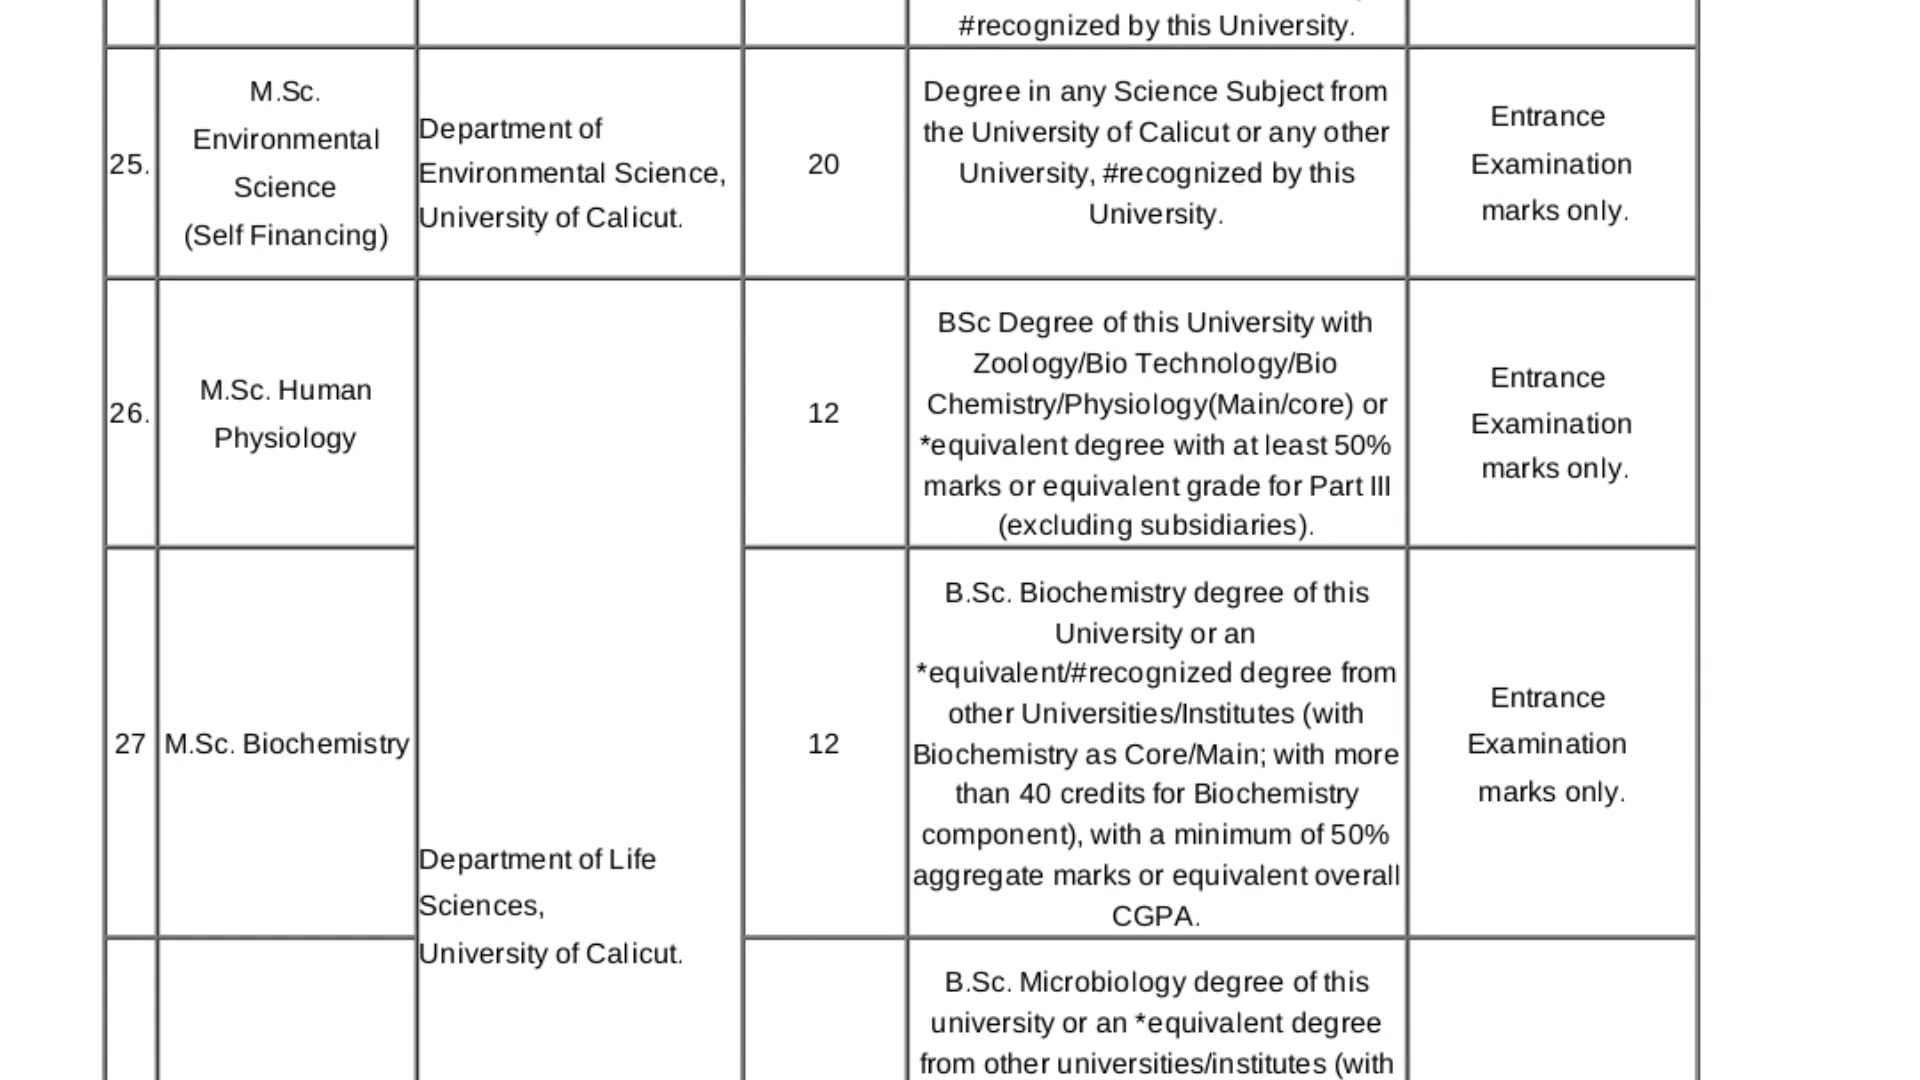 #recognized by this University.
25.
M.Sc.
Environmental
Science
(Self Financing)
Department of
Environmental Science,
University of Calicut.
20
Degree in any Science Subject from
the University of Calicut or any other
University, #recognized by this
University.
Entrance
Examination
marks only.
26.
M.Sc. Human
Physiology
12
BSc Degree of this University with
Zoology/Bio Technology/Bio
Chemistry/Physiology(Main/core) or
*equivalent degree with at least 50%
marks or equivalent grade for Part III
(excluding subsidiaries).
Entrance
Examination
marks only.
27
M.Sc. Biochemistry
Department of Life
Sciences,
University of Calicut.
12
B.Sc. Biochemistry degree of this
University or an
*equivalent/#recognized degree from
other Universities/Institutes (with
Biochemistry as Core/Main; with more
than 40 credits for Biochemistry
component), with a minimum of 50%
aggregate marks or equivalent overall
CGPA.
Entrance
Examination
marks only.
B.Sc. Microbiology degree of this
university or an *equivalent degree
from other universities/institutes (with